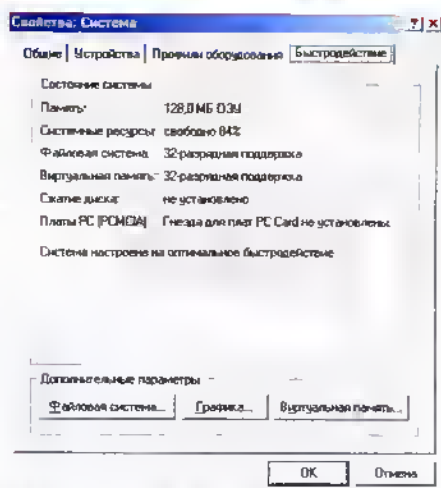 Свойства: Система
Общие Устройства Профили оборудования Быстродействие
Состояние системы
Память: 128,0 МБ ОЗУ
Системные ресурсы: свободно 84%
Файловая система: 32-разрядная поддержка
Виртуальная память: 32-разрядная поддержка
Сжатие диска: не установлено
Платы PC (PCMCIA): Гнезда для плат PC Card не установлены.
Система настроена на оптимальное быстродействие
Дополнительные параметры
Файловая система... Графика... Виртуальная память...
OK Отмена